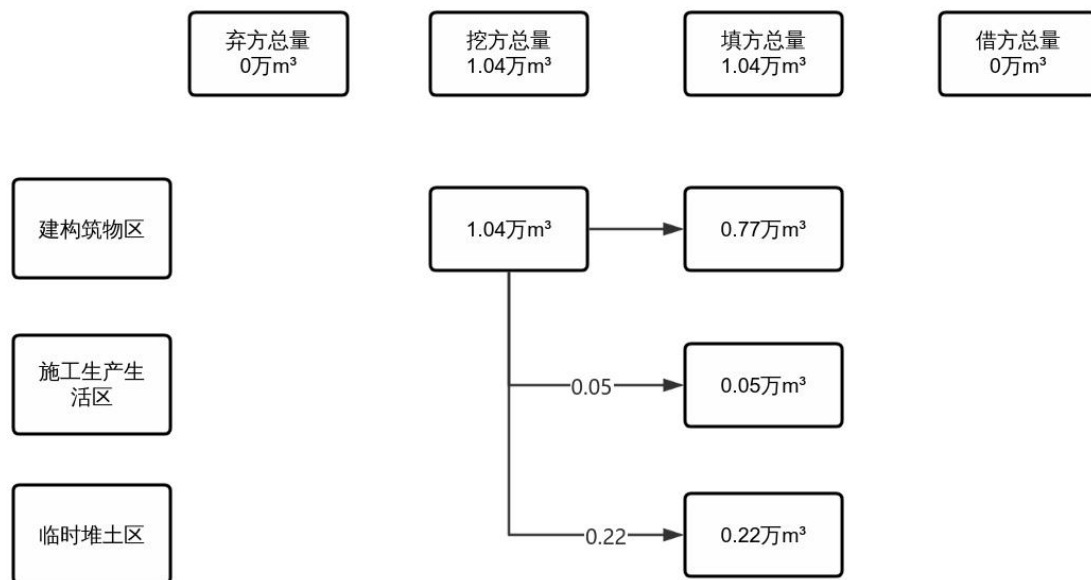 弃方总量
0万m³
挖方总量
1.04万m³
填方总量
1.04万m³
借方总量
0万m³
建构筑物区
1.04万m³
0.77万m³
施工生产生
活区
0.05
0.05万m³
临时堆土区
0.22
0.22万m³